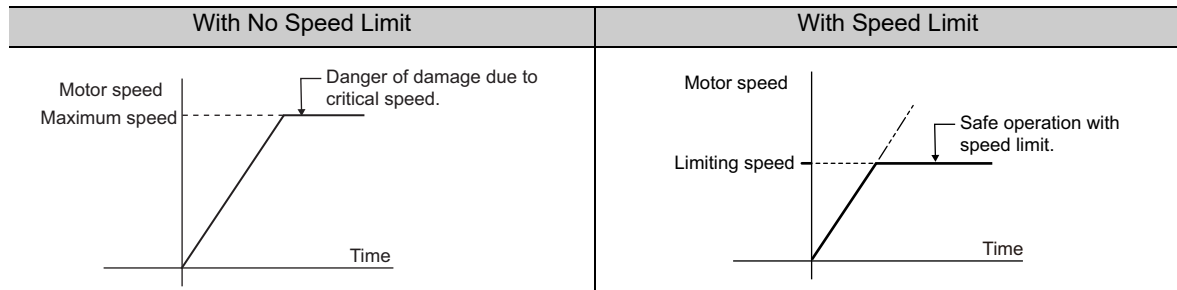 With No Speed Limit
With Speed Limit
Motor speed
Maximum speed
Danger of damage due to
critical speed.
Time
Motor speed
Limiting speed
Safe operation with
speed limit.
Time